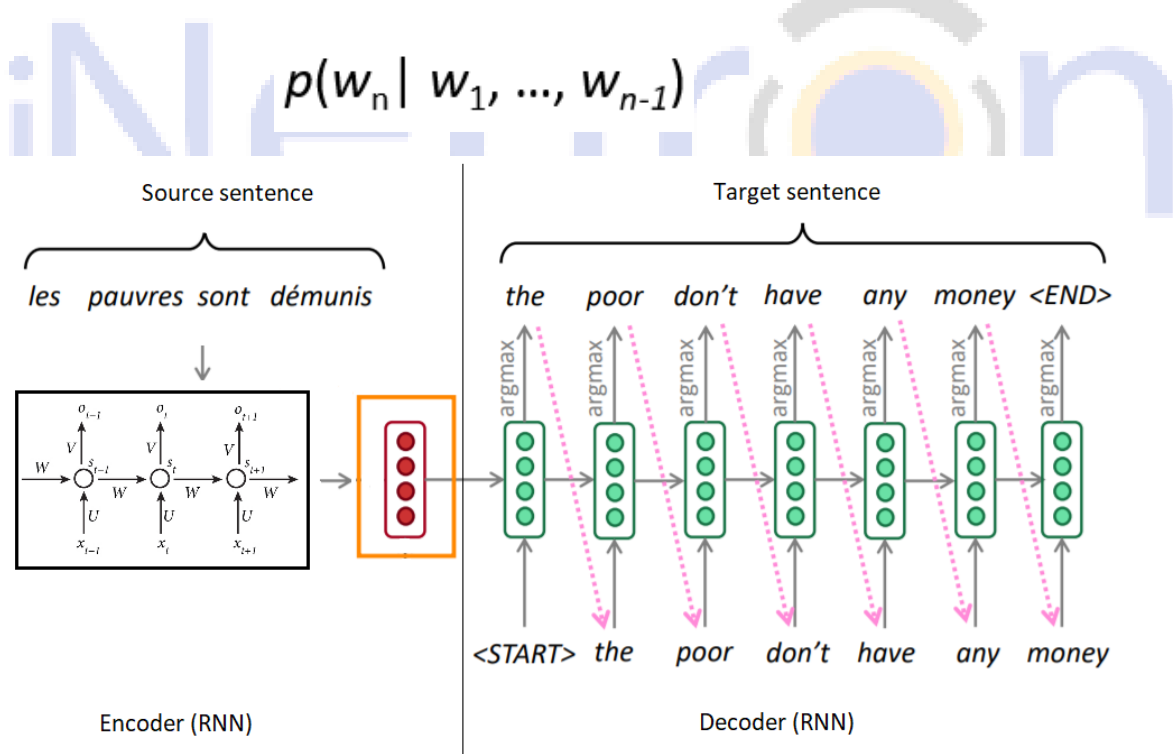 iNeuron
p(wn| w1, ..., wn-1)
Source sentence
Target sentence
les pauvres sont démunis
the poor don't have any money <END>
argmax argmax argmax argmax argmax argmax argmax
ot-1 ot ot+1
V V V
W st-1 st st+1
W W W
U U U
xt-1 xt xt+1
<START> the poor don't have any money
Encoder (RNN)
Decoder (RNN)